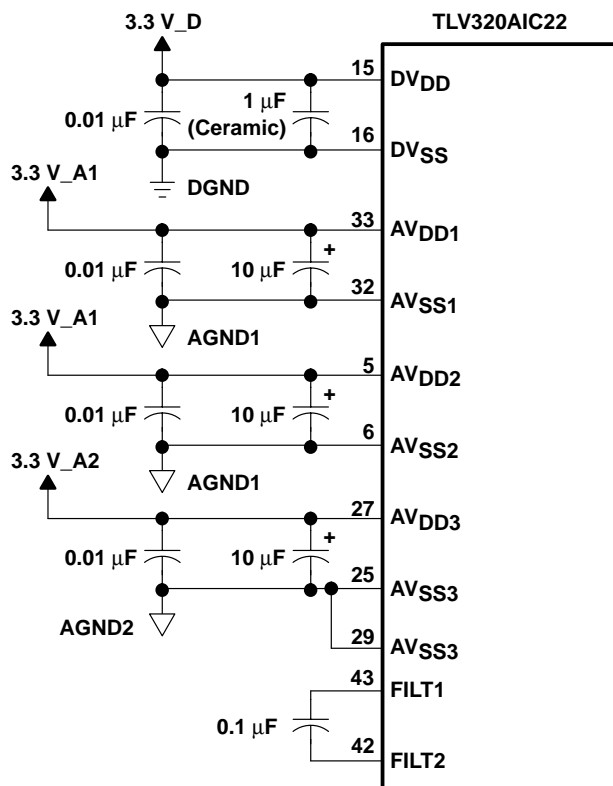 3.3 V_D
TLV320AIC22
15
DVDD
0.01 μF
1 μF
(Ceramic)
16
DVSS
DGND
3.3 V_A1
33
AVDD1
0.01 μF
10 μF
+
32
AVSS1
AGND1
3.3 V_A1
5
AVDD2
0.01 μF
10 μF
+
6
AVSS2
AGND1
3.3 V_A2
27
AVDD3
0.01 μF
10 μF
+
25
AVSS3
AGND2
29
AVSS3
43
FILT1
0.1 μF
42
FILT2